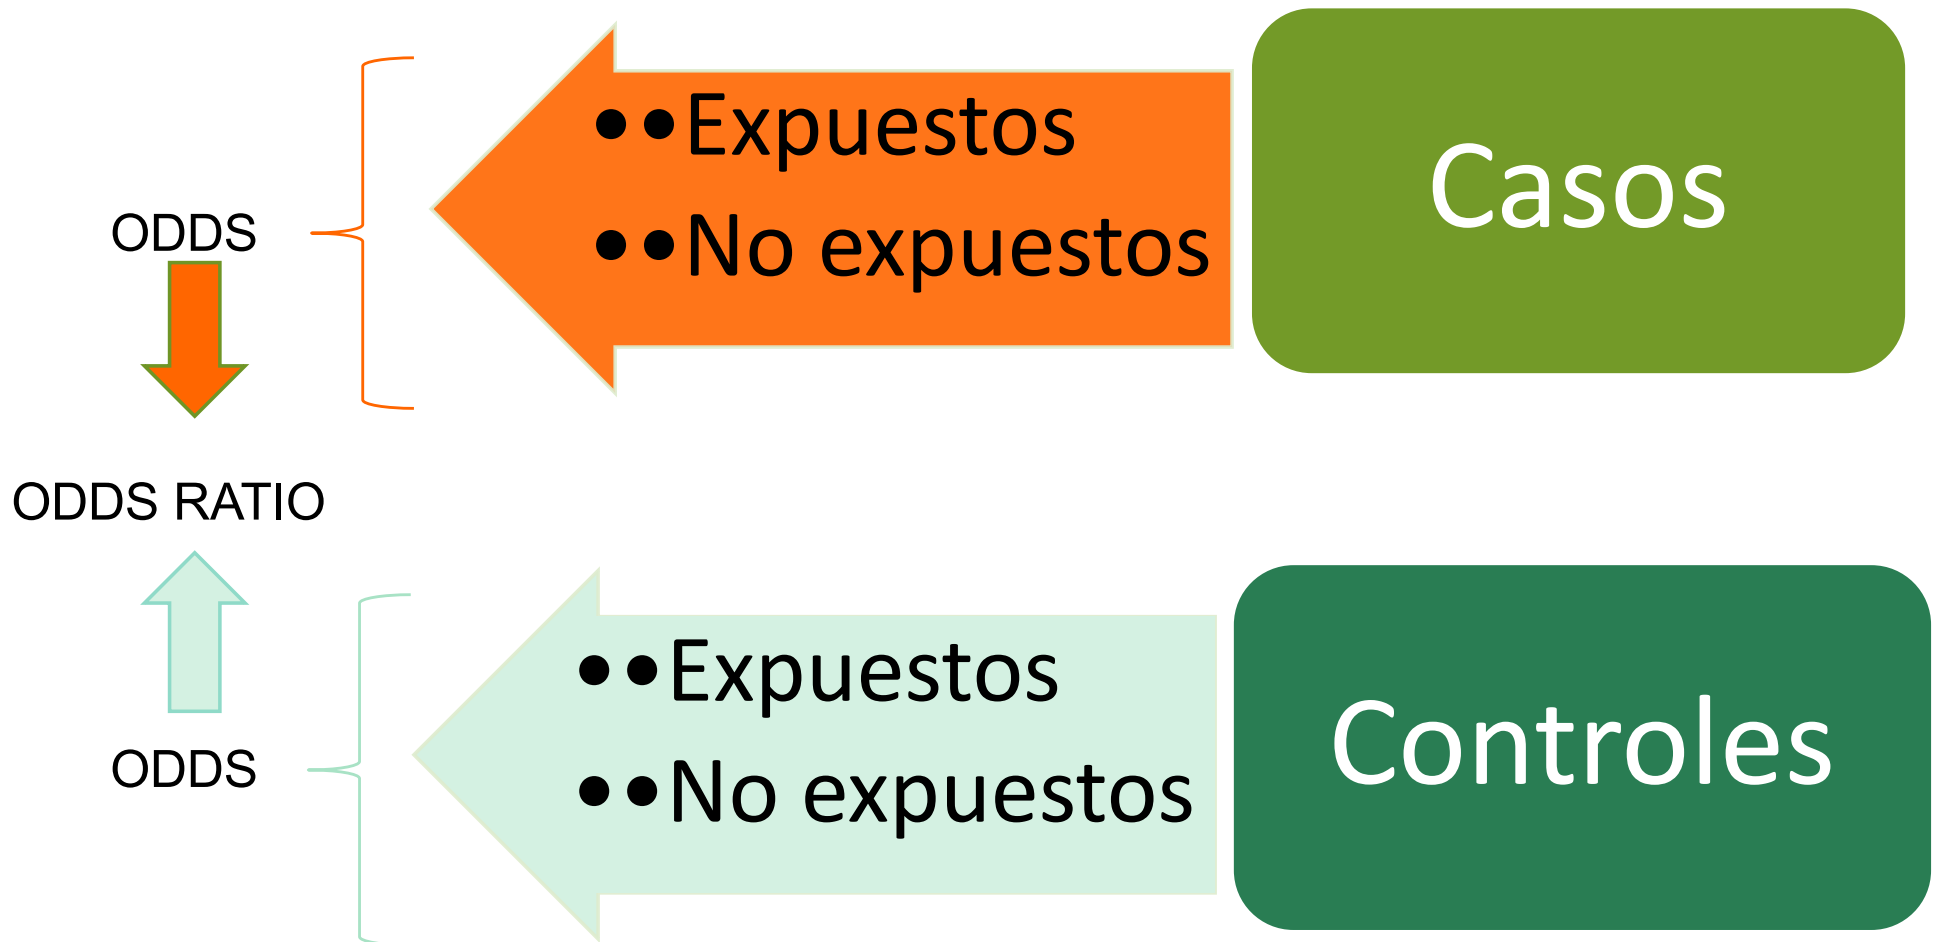 ••Expuestos
••No expuestos
Casos
ODDS
ODDS RATIO
••Expuestos
••No expuestos
Controles
ODDS